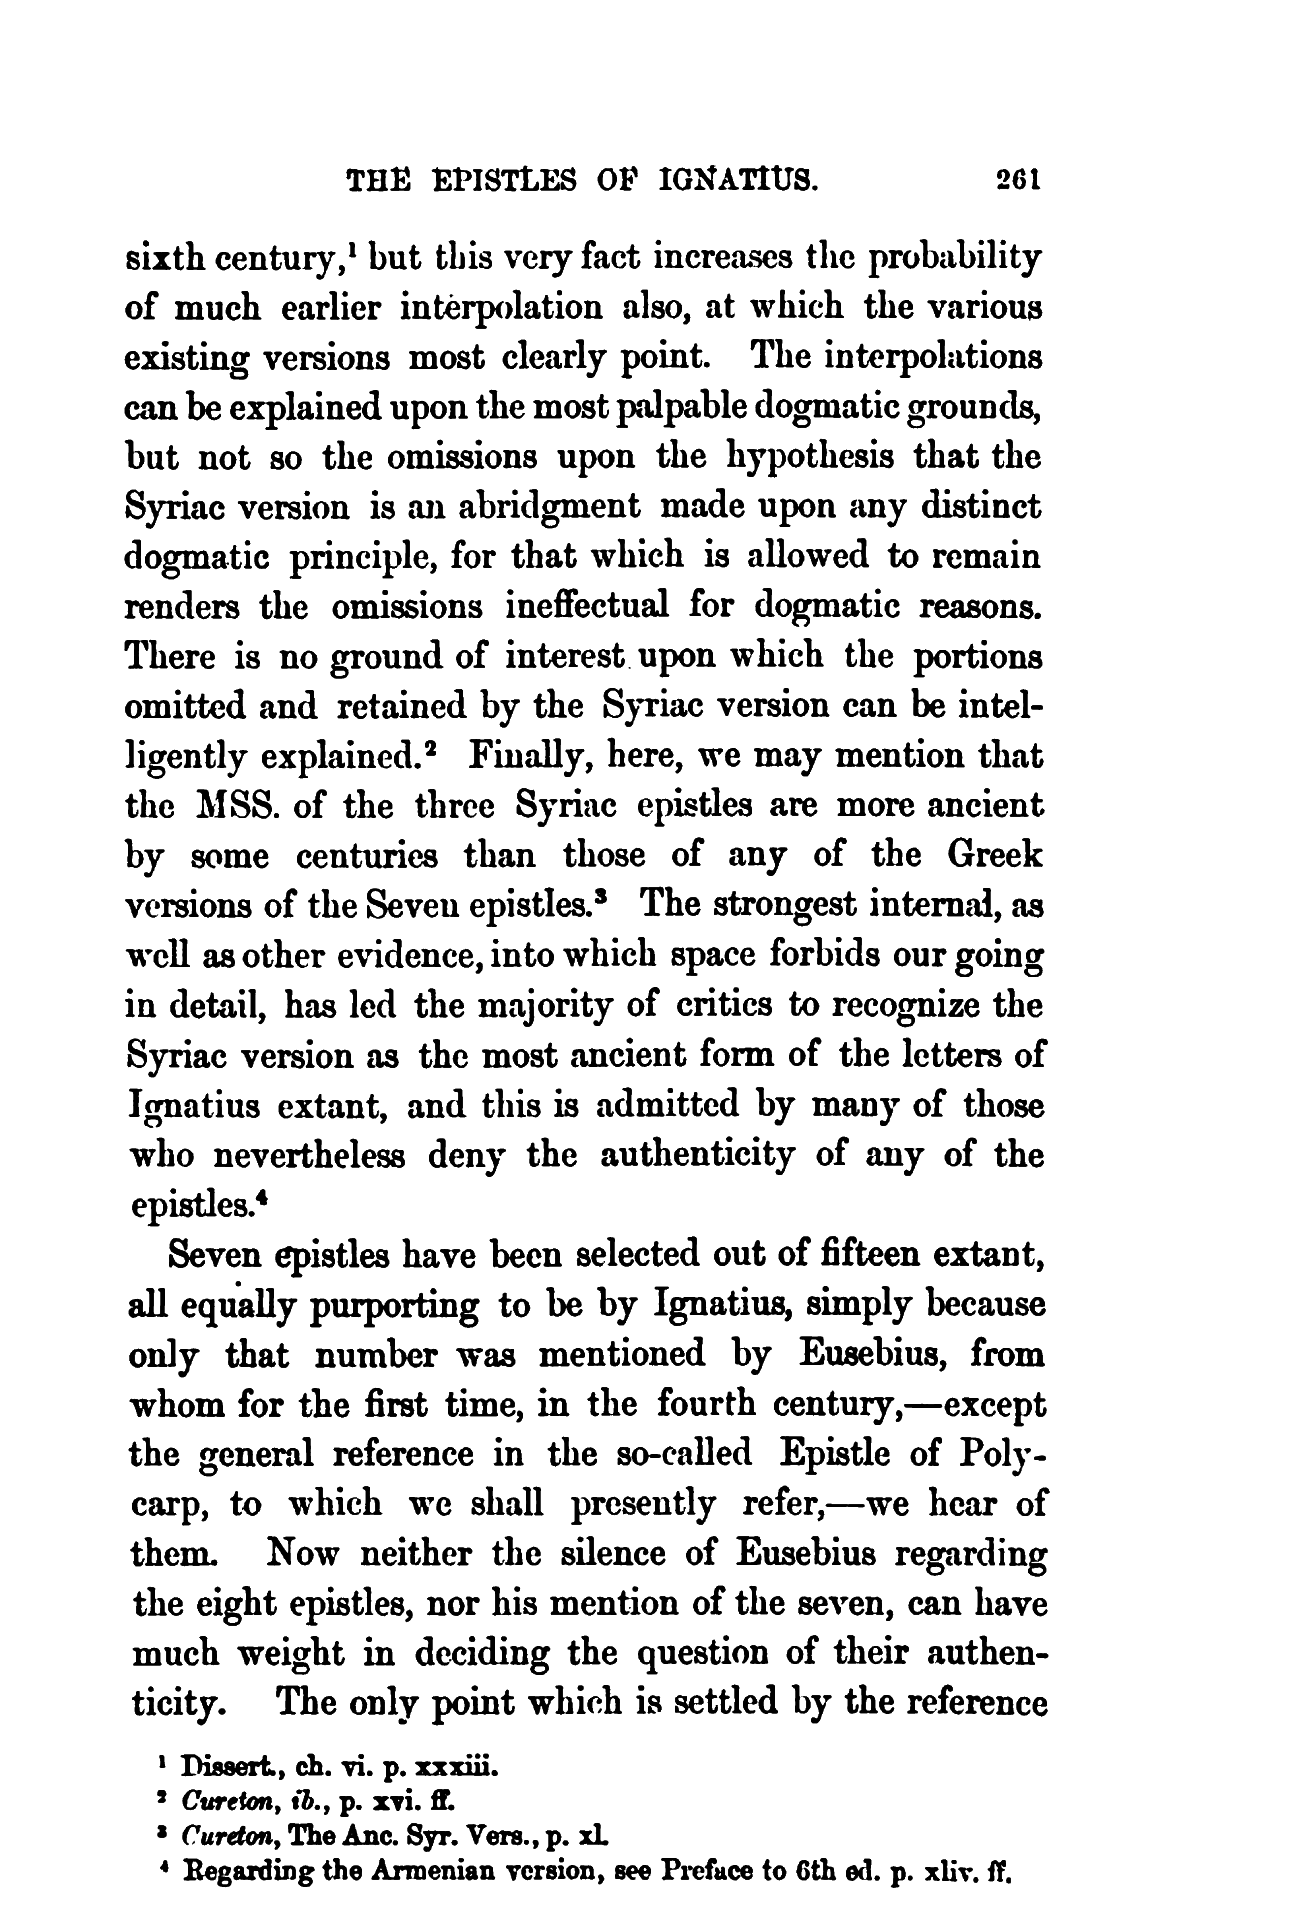 THE EPISTLES OF IGNATIUS. 261
sixth century,¹ but this very fact increases the probability
of much earlier interpolation also, at which the various
existing versions most clearly point. The interpolations
can be explained upon the most palpable dogmatic grounds,
but not so the omissions upon the hypothesis that the
Syriac version is an abridgment made upon any distinct
dogmatic principle, for that which is allowed to remain
renders the omissions ineffectual for dogmatic reasons.
There is no ground of interest upon which the portions
omitted and retained by the Syriac version can be intel-
ligently explained.² Finally, here, we may mention that
the MSS. of the three Syriac epistles are more ancient
by some centuries than those of any of the Greek
versions of the Seven epistles.³ The strongest internal, as
well as other evidence, into which space forbids our going
in detail, has led the majority of critics to recognize the
Syriac version as the most ancient form of the letters of
Ignatius extant, and this is admitted by many of those
who nevertheless deny the authenticity of any of the
epistles.⁴
Seven epistles have been selected out of fifteen extant,
all equally purporting to be by Ignatius, simply because
only that number was mentioned by Eusebius, from
whom for the first time, in the fourth century,—except
the general reference in the so-called Epistle of Poly-
carp, to which we shall presently refer,—we hear of
them. Now neither the silence of Eusebius regarding
the eight epistles, nor his mention of the seven, can have
much weight in deciding the question of their authen-
ticity. The only point which is settled by the reference
¹ Dissert., ch. vi. p. xxxiii.
² Cureton, ib., p. xvi. ff.
³ Cureton, The Anc. Syr. Vers., p. xl.
⁴ Regarding the Armenian version, see Preface to 6th ed. p. xliv. ff.